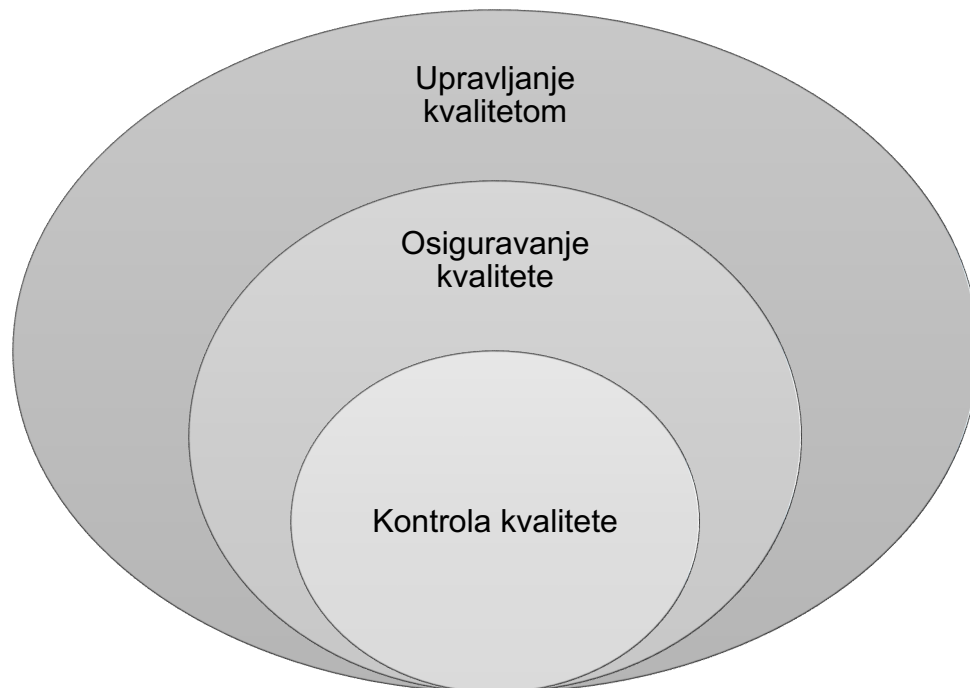 Upravljanje
kvalitetom
Osiguravanje
kvalitete
Kontrola kvalitete